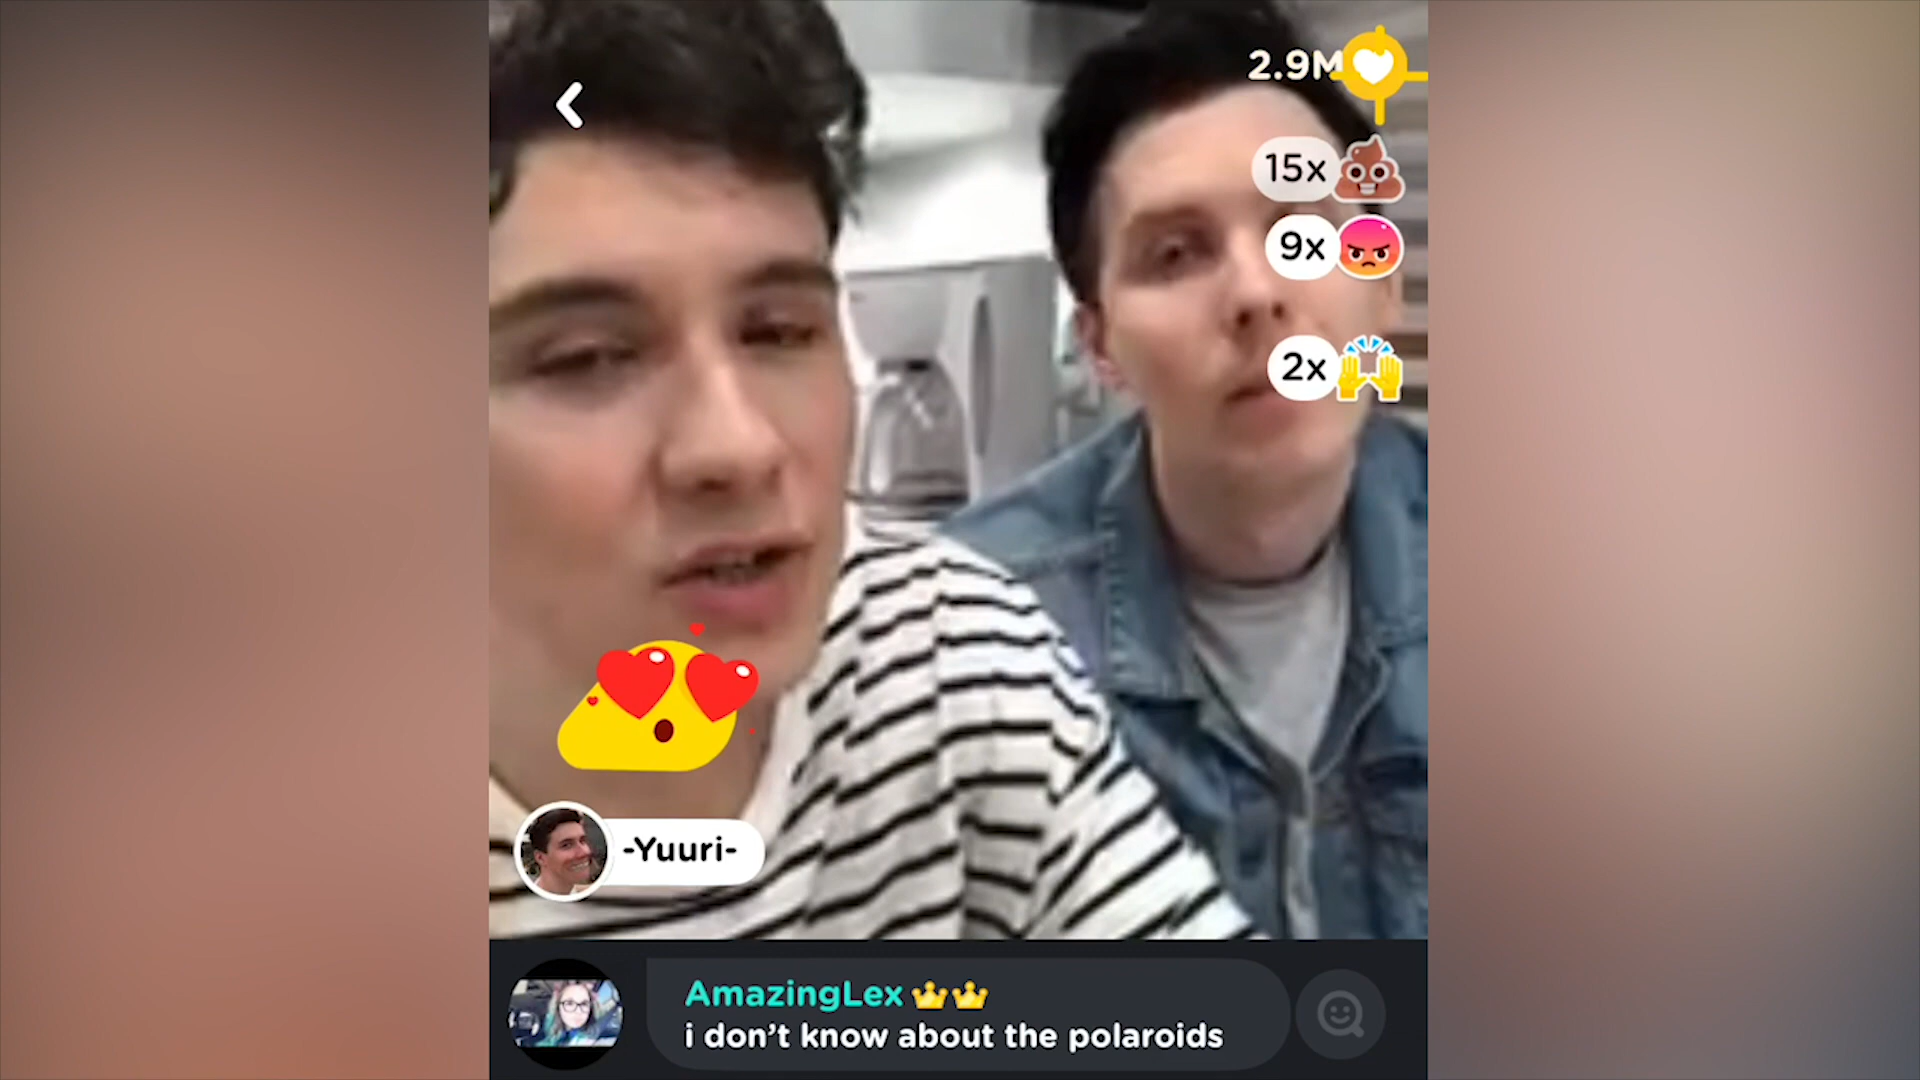 2.9M
15x
9x
2x
-Yuuri-
AmazingLex
i don't know about the polaroids